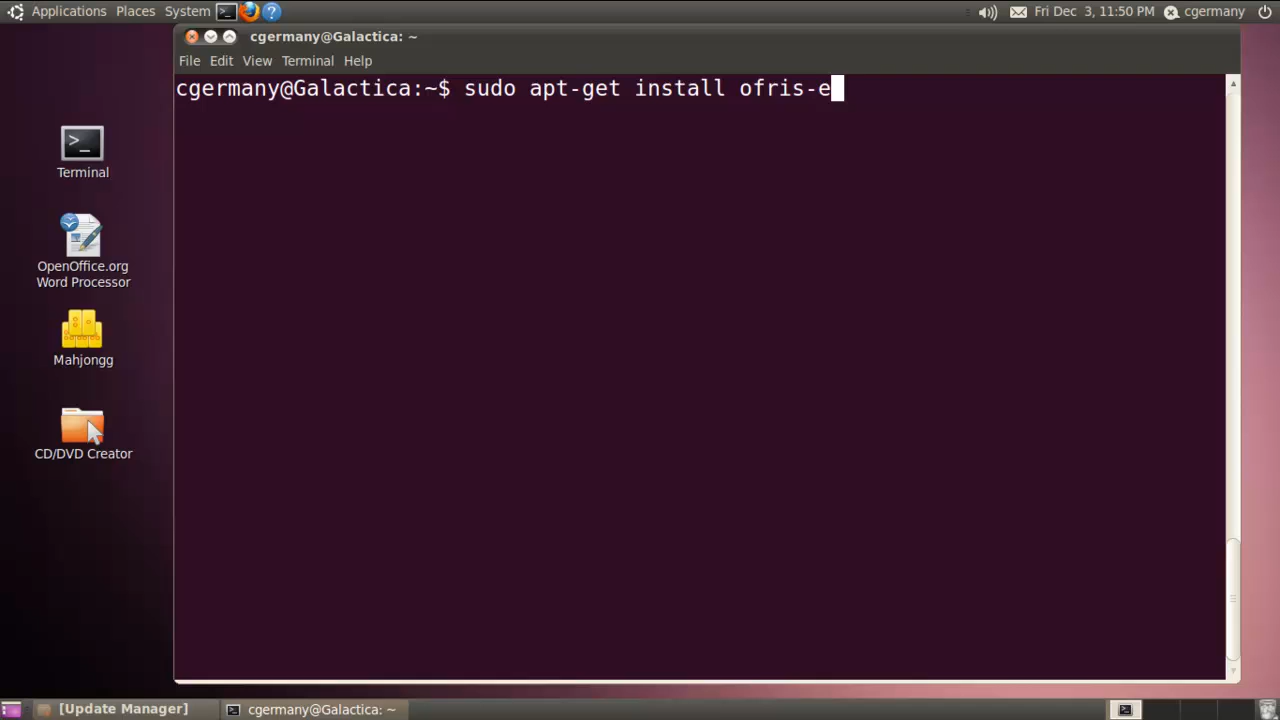 Applications Places System Fri Dec 3, 11:50 PM cgermany
cgermany@Galactica: ~
File Edit View Terminal Help
cgermany@Galactica:~$ sudo apt-get install ofris-e
Terminal
OpenOffice.org
Word Processor
Mahjongg
CD/DVD Creator
[Update Manager] cgermany@Galactica: ~